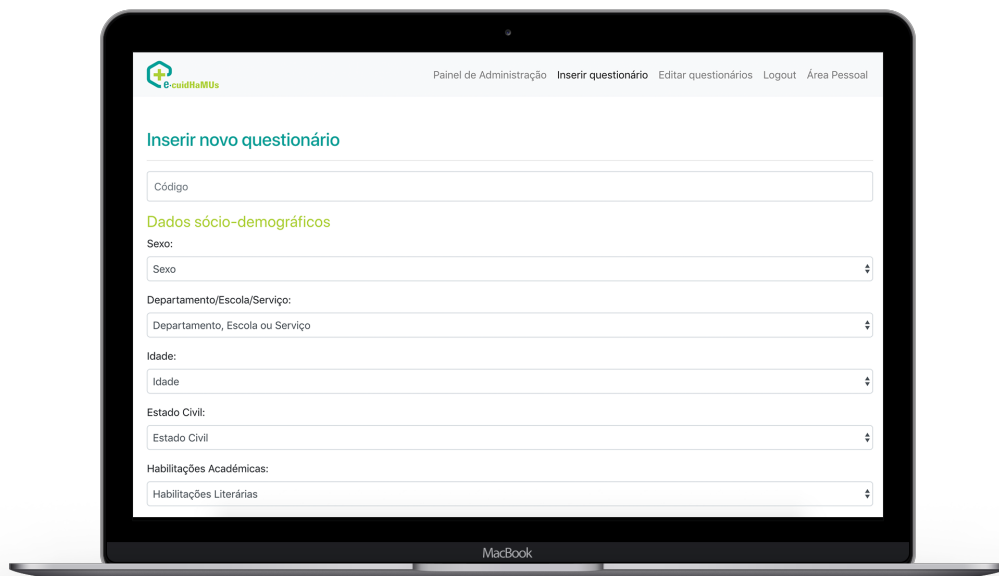 e-cuidHaMUs
Painel de Administração Inserir questionário Editar questionários Logout Área Pessoal
Inserir novo questionário
Código
Dados sócio-demográficos
Sexo:
Sexo
Departamento/Escola/Serviço:
Departamento, Escola ou Serviço
Idade:
Idade
Estado Civil:
Estado Civil
Habilitações Académicas:
Habilitações Literárias
MacBook